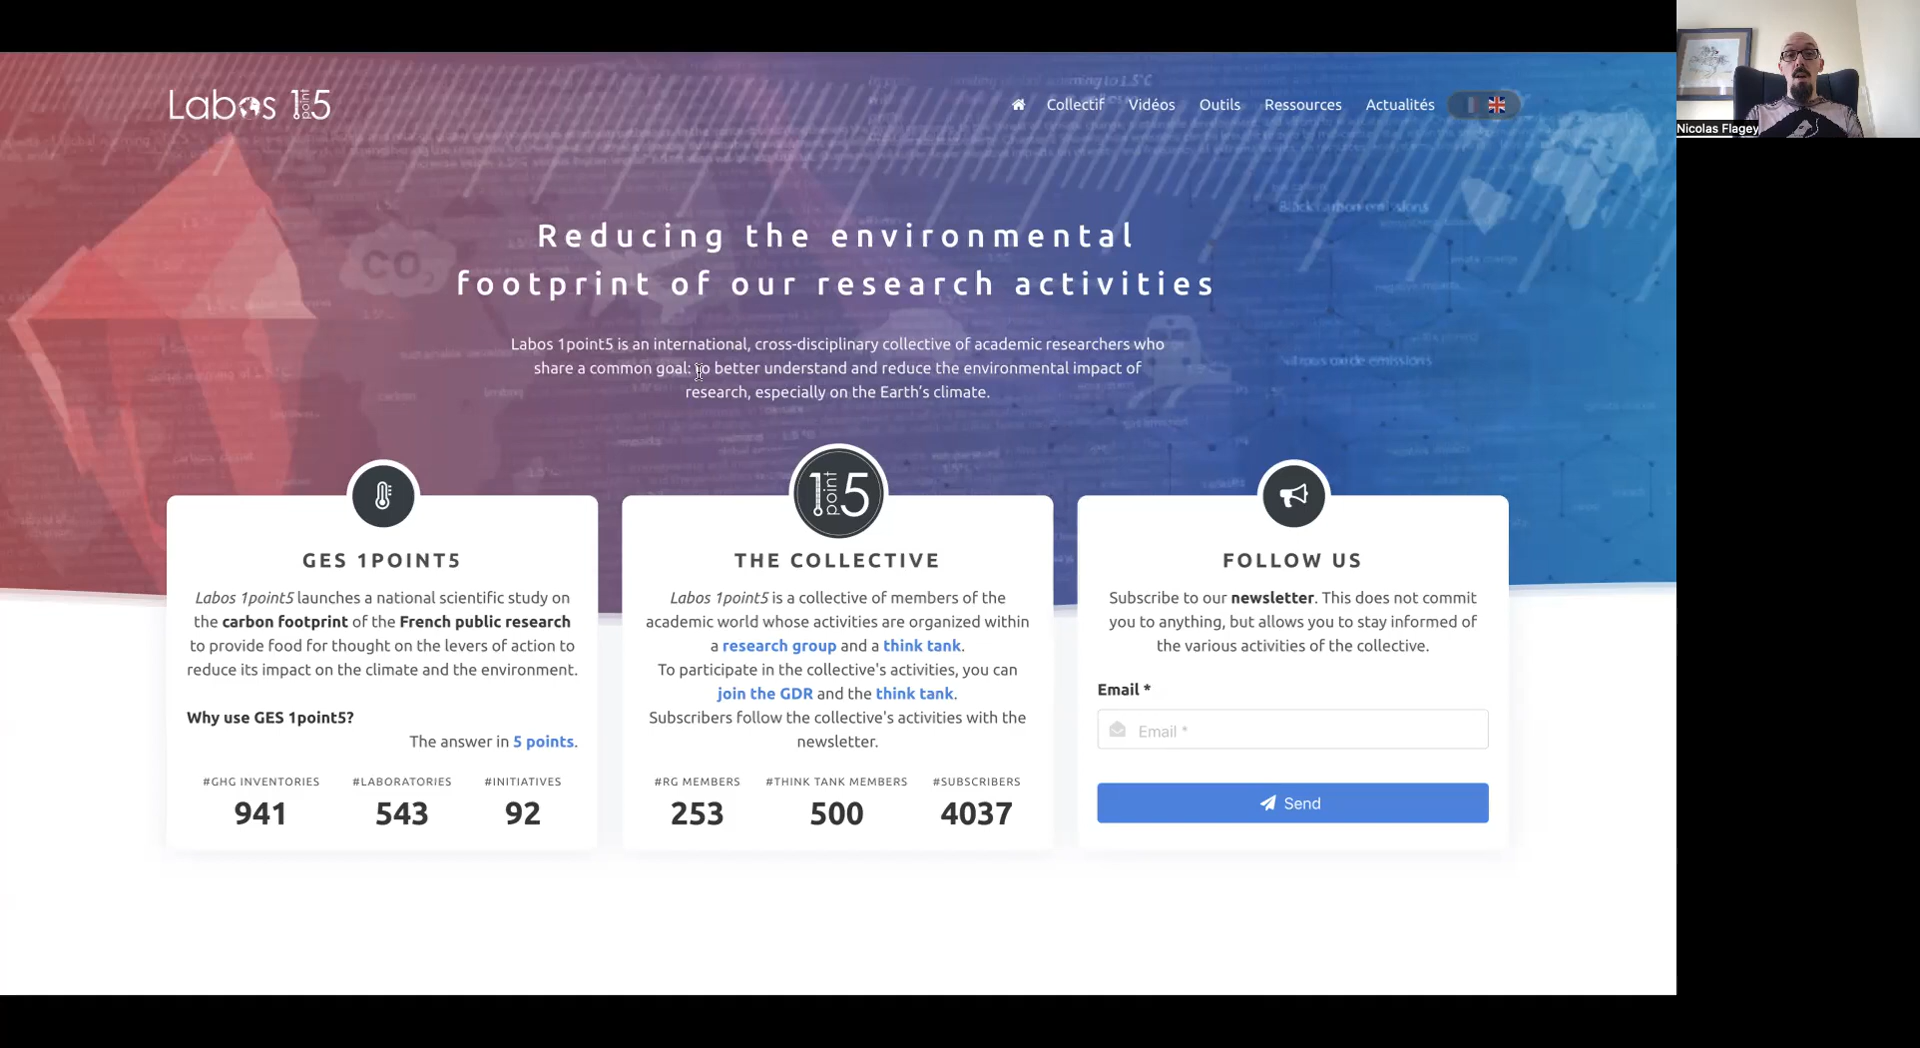 Labos 1point5
Collectif Vidéos Outils Ressources Actualités
Nicolas Flagey
CO₂
Black carbon emissions
Nitrous oxide emissions
Reducing the environmental
footprint of our research activities
Labos 1point5 is an international, cross-disciplinary collective of academic researchers who
share a common goal: to better understand and reduce the environmental impact of
research, especially on the Earth's climate.
GES 1POINT5
Labos 1point5 launches a national scientific study on
the carbon footprint of the French public research
to provide food for thought on the levers of action to
reduce its impact on the climate and the environment.
Why use GES 1point5?
The answer in 5 points.
#GHG INVENTORIES #LABORATORIES #INITIATIVES
941 543 92
1point5
THE COLLECTIVE
Labos 1point5 is a collective of members of the
academic world whose activities are organized within
a research group and a think tank.
To participate in the collective's activities, you can
join the GDR and the think tank.
Subscribers follow the collective's activities with the
newsletter.
#RG MEMBERS #THINK TANK MEMBERS #SUBSCRIBERS
253 500 4037
FOLLOW US
Subscribe to our newsletter. This does not commit
you to anything, but allows you to stay informed of
the various activities of the collective.
Email *
Email *
Send